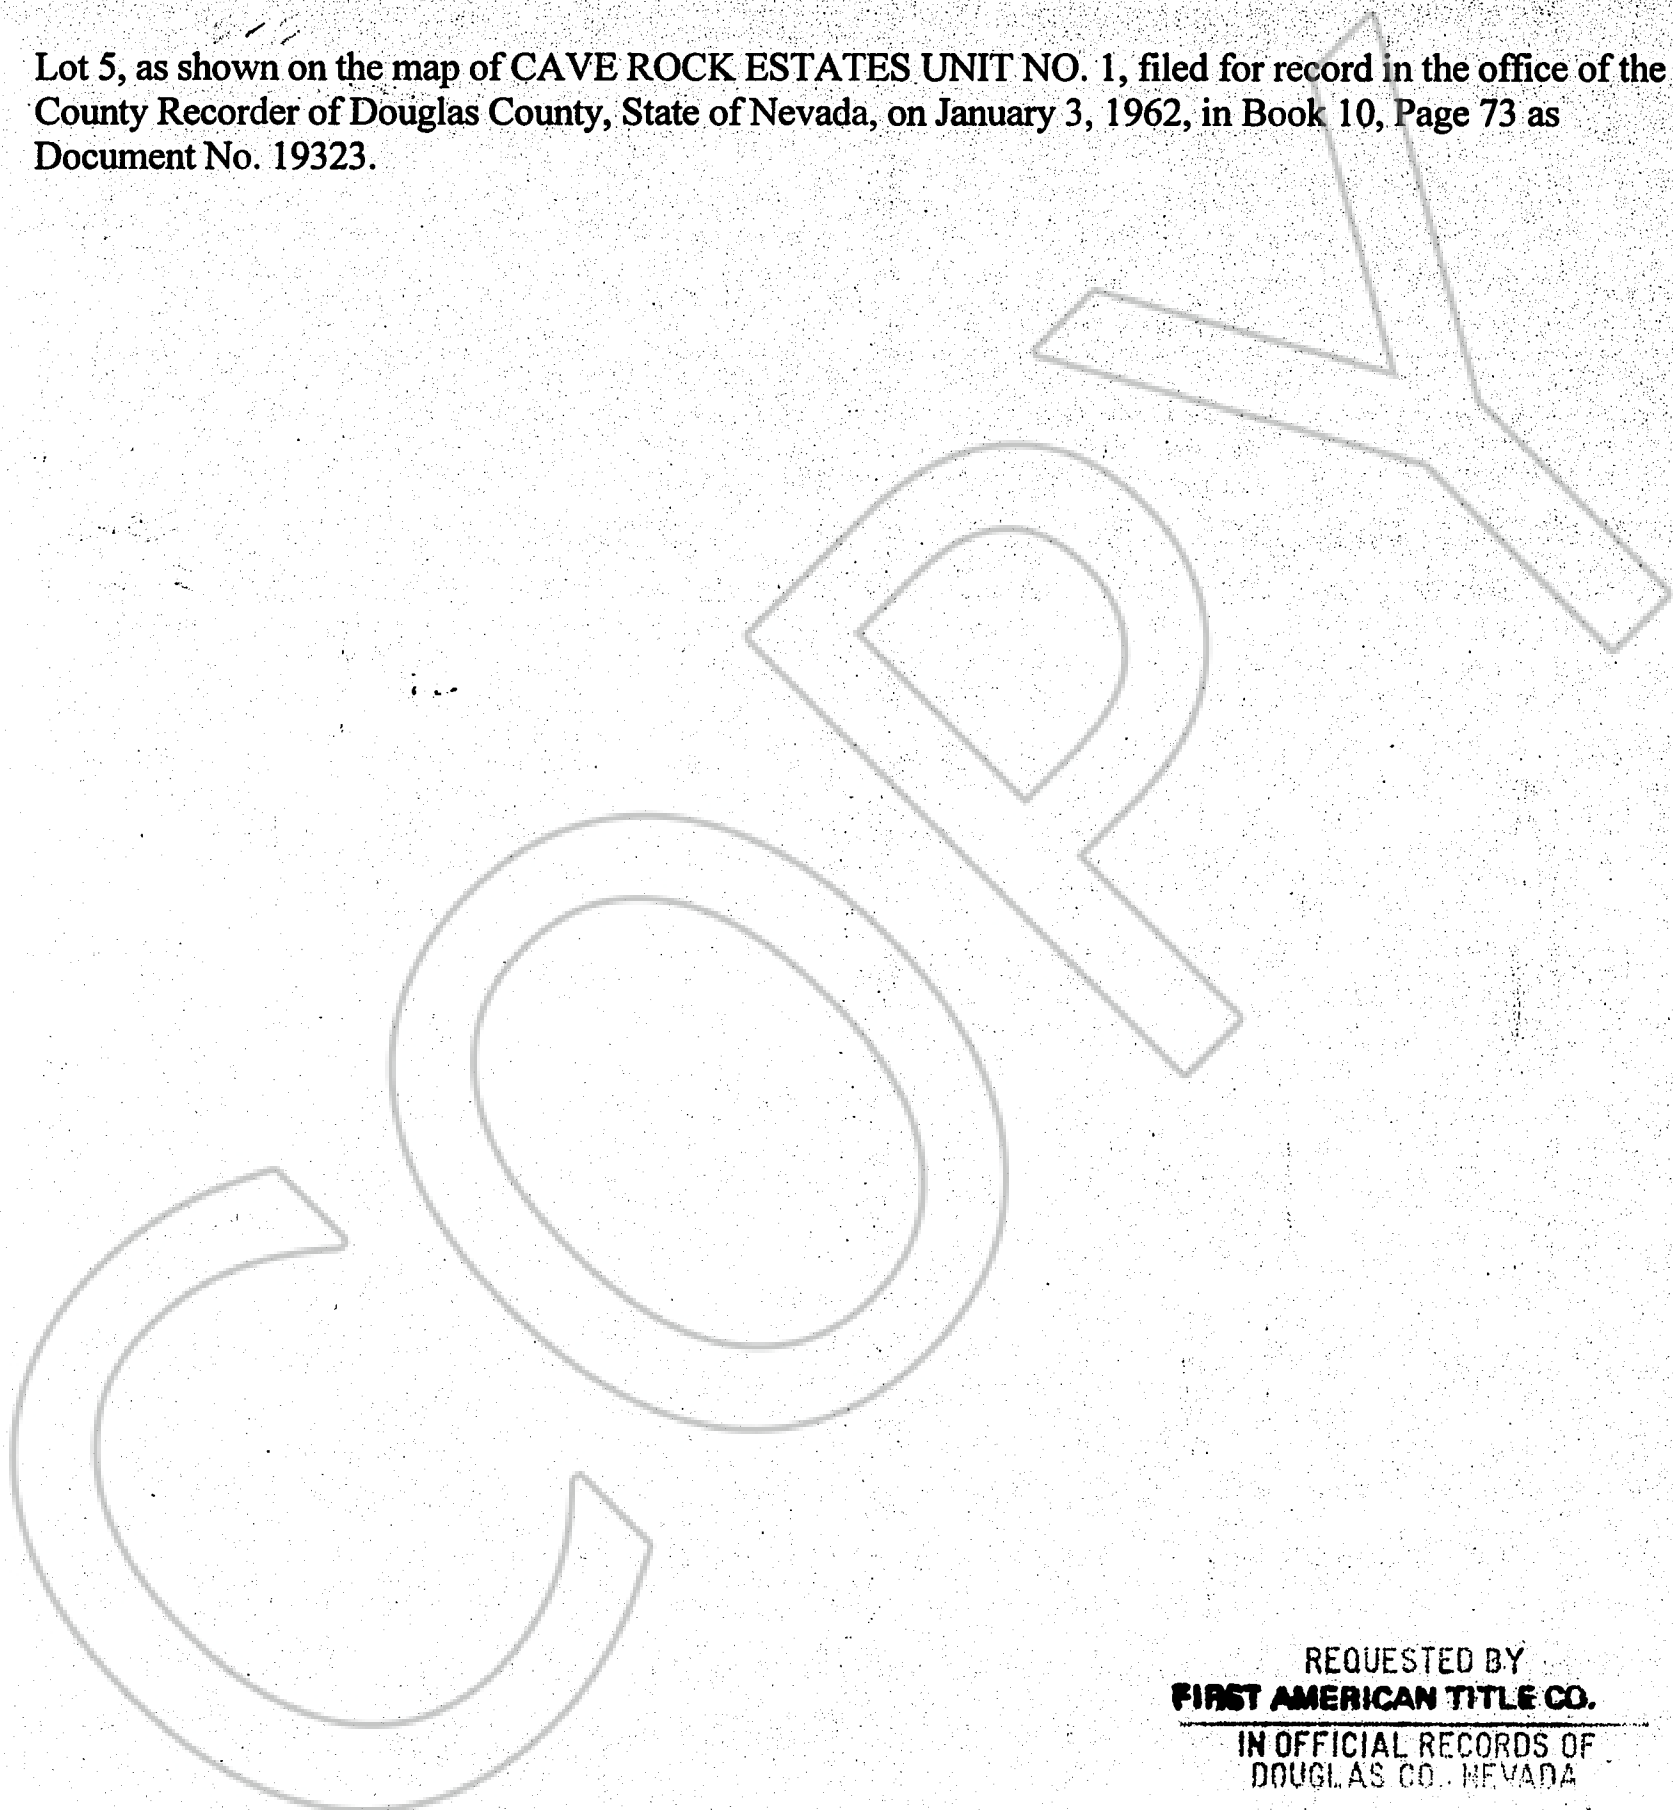 Lot 5, as shown on the map of CAVE ROCK ESTATES UNIT NO. 1, filed for record in the office of the
County Recorder of Douglas County, State of Nevada, on January 3, 1962, in Book 10, Page 73 as
Document No. 19323.
COPY
REQUESTED BY
FIRST AMERICAN TITLE CO.
IN OFFICIAL RECORDS OF
DOUGLAS CO., NEVADA